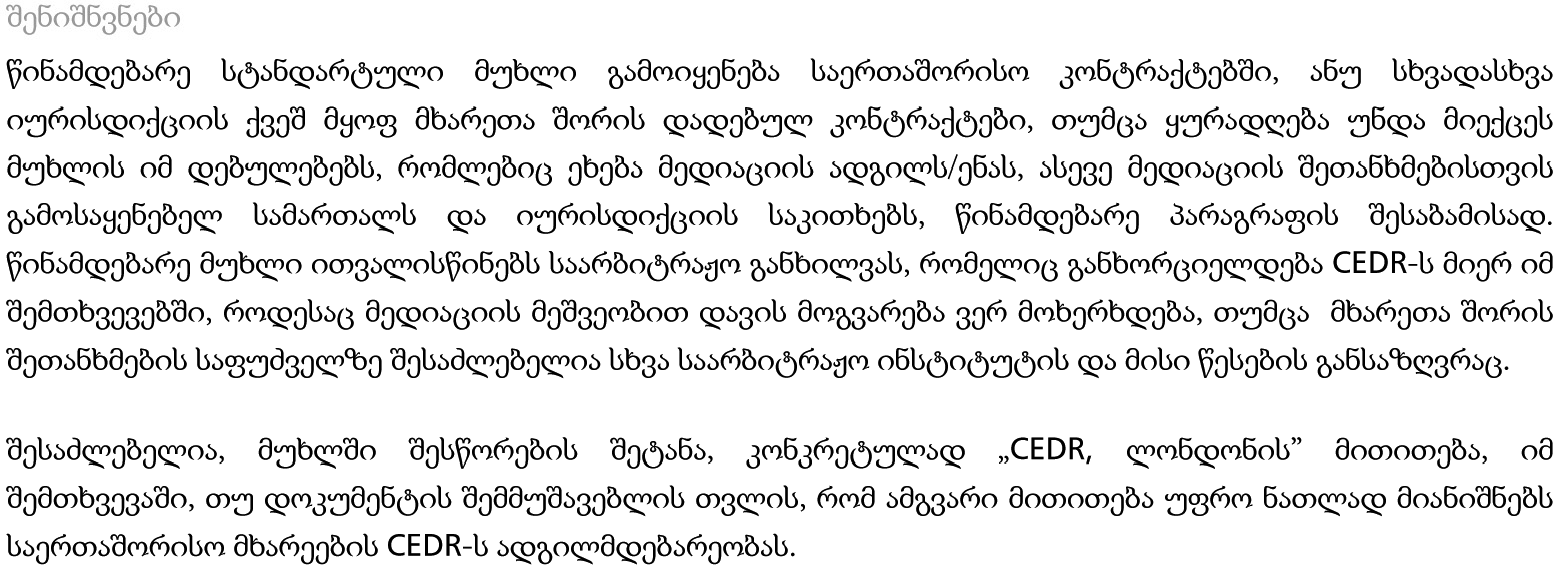 შენიშნვნები
წინამდებარე სტანდარტული მუხლი გამოიყენება საერთაშორისო კონტრაქტებში, ანუ სხვადასხვა
იურისდიქციის ქვეშ მყოფ მხარეთა შორის დადებულ კონტრაქტები, თუმცა ყურადღება უნდა მიექცეს
მუხლის იმ დებულებებს, რომლებიც ეხება მედიაციის ადგილს/ენას, ასევე მედიაციის შეთანხმებისთვის
გამოსაყენებელ სამართალს და იურისდიქციის საკითხებს, წინამდებარე პარაგრაფის შესაბამისად.
წინამდებარე მუხლი ითვალისწინებს საარბიტრაჟო განხილვას, რომელიც განხორციელდება CEDR-ს მიერ იმ
შემთხვევებში, როდესაც მედიაციის მეშვეობით დავის მოგვარება ვერ მოხერხდება, თუმცა მხარეთა შორის
შეთანხმების საფუძველზე შესაძლებელია სხვა საარბიტრაჟო ინსტიტუტის და მისი წესების განსაზღვრაც.
შესაძლებელია, მუხლში შესწორების შეტანა, კონკრეტულად „CEDR, ლონდონის” მითითება, იმ
შემთხვევაში, თუ დოკუმენტის შემმუშავებლის თვლის, რომ ამგვარი მითითება უფრო ნათლად მიანიშნებს
საერთაშორისო მხარეების CEDR-ს ადგილმდებარეობას.